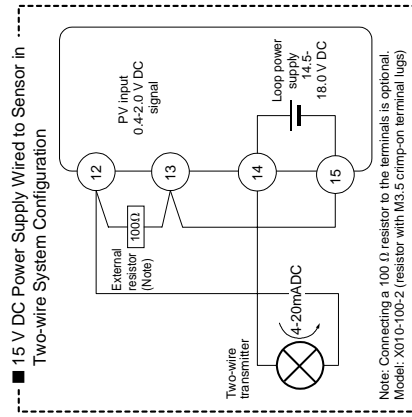 ■ 15 V DC Power Supply Wired to Sensor in
Two-wire System Configuration
PV input
0.4-2.0 V DC
signal
Loop power
supply
14.5-
18.0 V DC
12
13
14
15
100Ω
External
resistor
(Note)
4-20mADC
Two-wire
transmitter
Note: Connecting a 100 Ω resistor to the terminals is optional.
Model: X010-100-2 (resistor with M3.5 crimp-on terminal lugs)